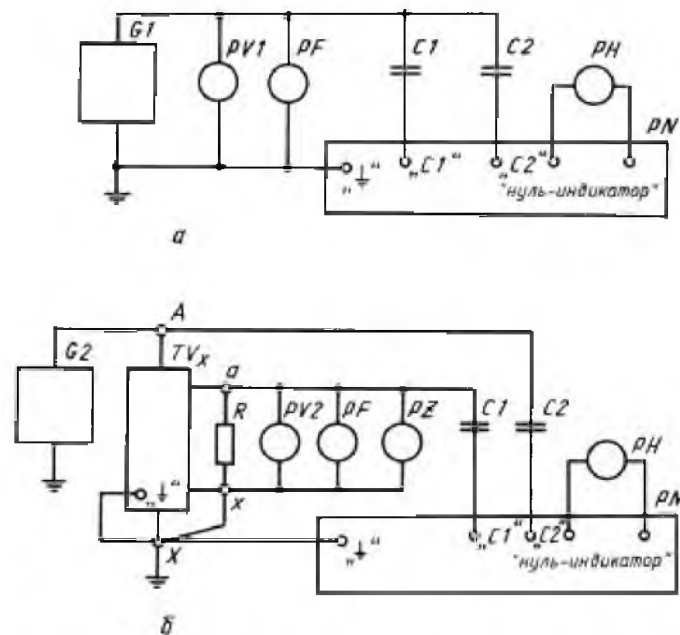 G1
PV1
PF
C1
C2
PH
PN
„⏚“
„C1“
„C2“
"нуль-индикатор"
а
A
G2
TVx
a
R
PV2
PF
PZ
C1
C2
PH
PN
x
„⏚“
X
„⏚“
„C1“
„C2“
"нуль-индикатор"
б